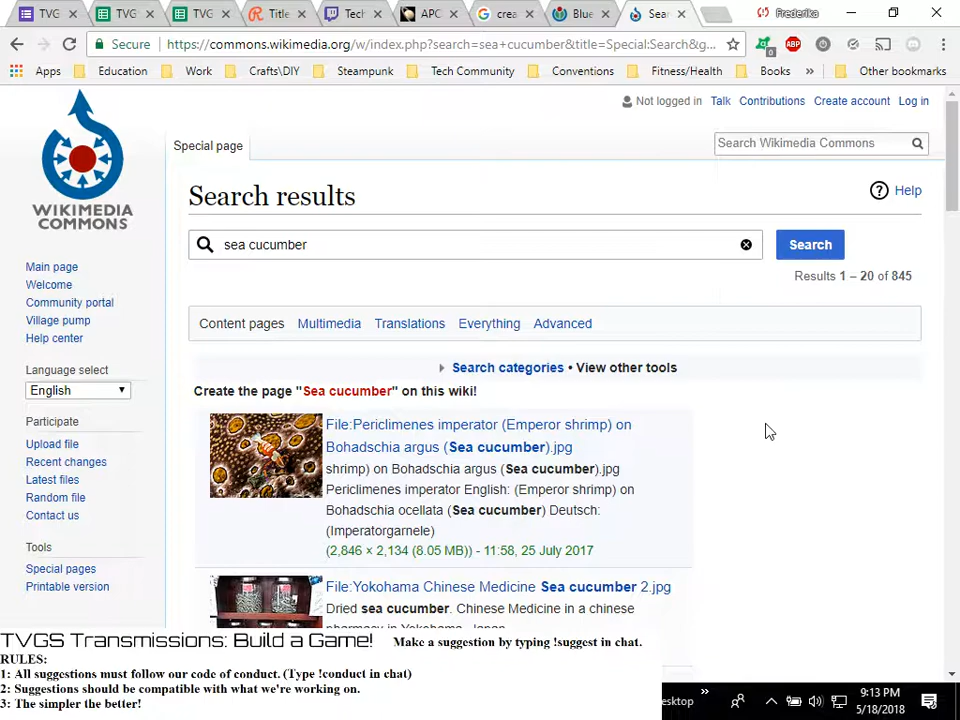 TVG
TVG
TVG
Title
Tech
APC
crea
Blue
Sear
Frederika
Secure
https://commons.wikimedia.org/w/index.php?search=sea+cucumber&title=Special:Search&g...
ABP
0
Apps
Education
Work
Crafts\DIY
Steampunk
Tech Community
Conventions
Fitness/Health
Books
»
Other bookmarks
Not logged in Talk Contributions Create account Log in
Special page
Search Wikimedia Commons
WIKIMEDIA
COMMONS
Search results
Help
sea cucumber
Search
Results 1 – 20 of 845
Main page
Welcome
Community portal
Village pump
Help center
Content pages Multimedia Translations Everything Advanced
Language select
English
Search categories • View other tools
Create the page "Sea cucumber" on this wiki!
Participate
Upload file
Recent changes
Latest files
Random file
Contact us
Tools
Special pages
Printable version
File:Periclimenes imperator (Emperor shrimp) on
Bohadschia argus (Sea cucumber).jpg
shrimp) on Bohadschia argus (Sea cucumber).jpg
Periclimenes imperator English: (Emperor shrimp) on
Bohadschia ocellata (Sea cucumber) Deutsch:
(Imperatorgarnele)
(2,846 × 2,134 (8.05 MB)) - 11:58, 25 July 2017
File:Yokohama Chinese Medicine Sea cucumber 2.jpg
Dried sea cucumber. Chinese Medicine in a chinese
TVGS Transmissions: Build a Game! Make a suggestion by typing !suggest in chat.
RULES:
1: All suggestions must follow our code of conduct. (Type !conduct in chat)
2: Suggestions should be compatible with what we're working on.
3: The simpler the better!
esktop
»
9:13 PM
5/18/2018